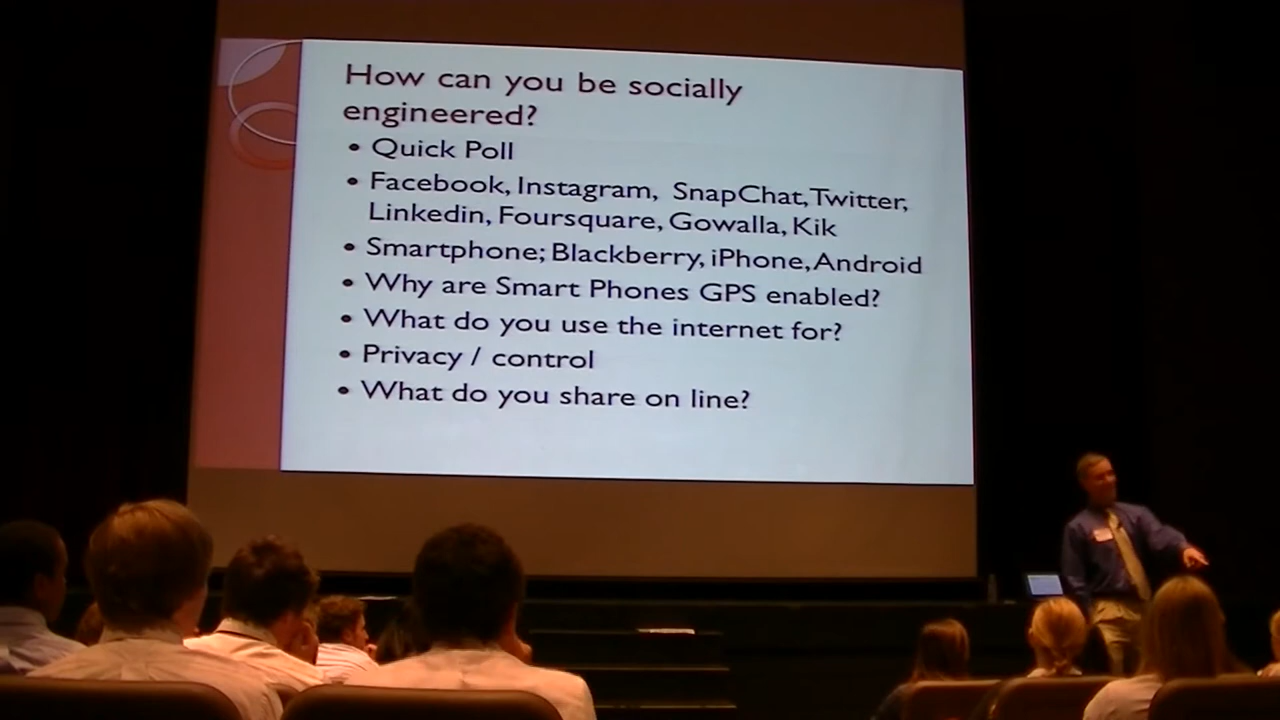 How can you be socially
engineered?
• Quick Poll
• Facebook, Instagram, SnapChat, Twitter,
Linkedin, Foursquare, Gowalla, Kik
• Smartphone; Blackberry, iPhone, Android
• Why are Smart Phones GPS enabled?
• What do you use the internet for?
• Privacy / control
• What do you share on line?